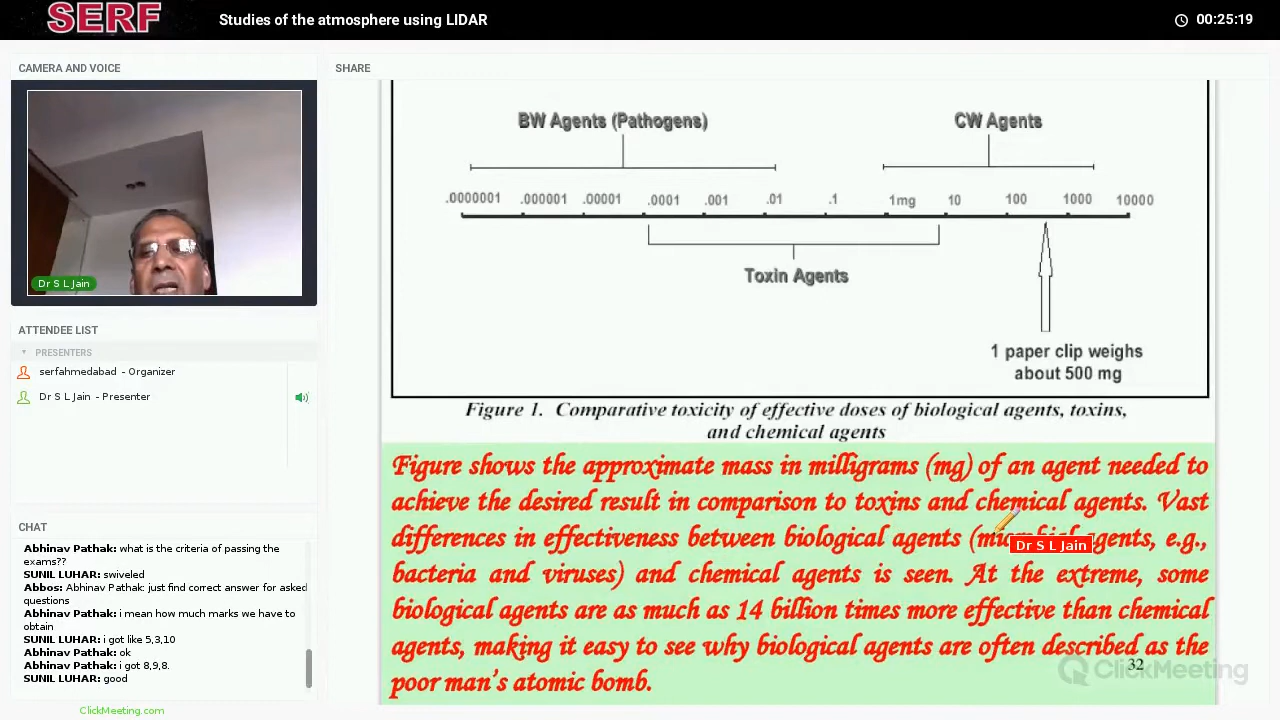 SERF
Studies of the atmosphere using LIDAR
00:25:19
CAMERA AND VOICE
Dr S L Jain
ATTENDEE LIST
PRESENTERS
serfahmedabad - Organizer
Dr S L Jain - Presenter
CHAT
Abhinav Pathak: what is the criteria of passing the
exams??
SUNIL LUHAR: swiveled
Abbos: Abhinav Pathak: just find correct answer for asked
questions
Abhinav Pathak: i mean how much marks we have to
obtain
SUNIL LUHAR: i got like 5,3,10
Abhinav Pathak: ok
Abhinav Pathak: i got 8,9,8.
SUNIL LUHAR: good
ClickMeeting.com
SHARE
BW Agents (Pathogens) CW Agents
.0000001 .000001 .00001 .0001 .001 .01 .1 1mg 10 100 1000 10000
Toxin Agents
1 paper clip weighs
about 500 mg
Figure 1. Comparative toxicity of effective doses of biological agents, toxins,
and chemical agents
Figure shows the approximate mass in milligrams (mg) of an agent needed to
achieve the desired result in comparison to toxins and chemical agents. Vast
differences in effectiveness between biological agents agents, e.g.,
Dr S L Jain
bacteria and viruses) and chemical agents is seen. At the extreme, some
biological agents are as much as 14 billion times more effective than chemical
agents, making it easy to see why biological agents are often described as the
poor man's atomic bomb.
32
ClickMeeting